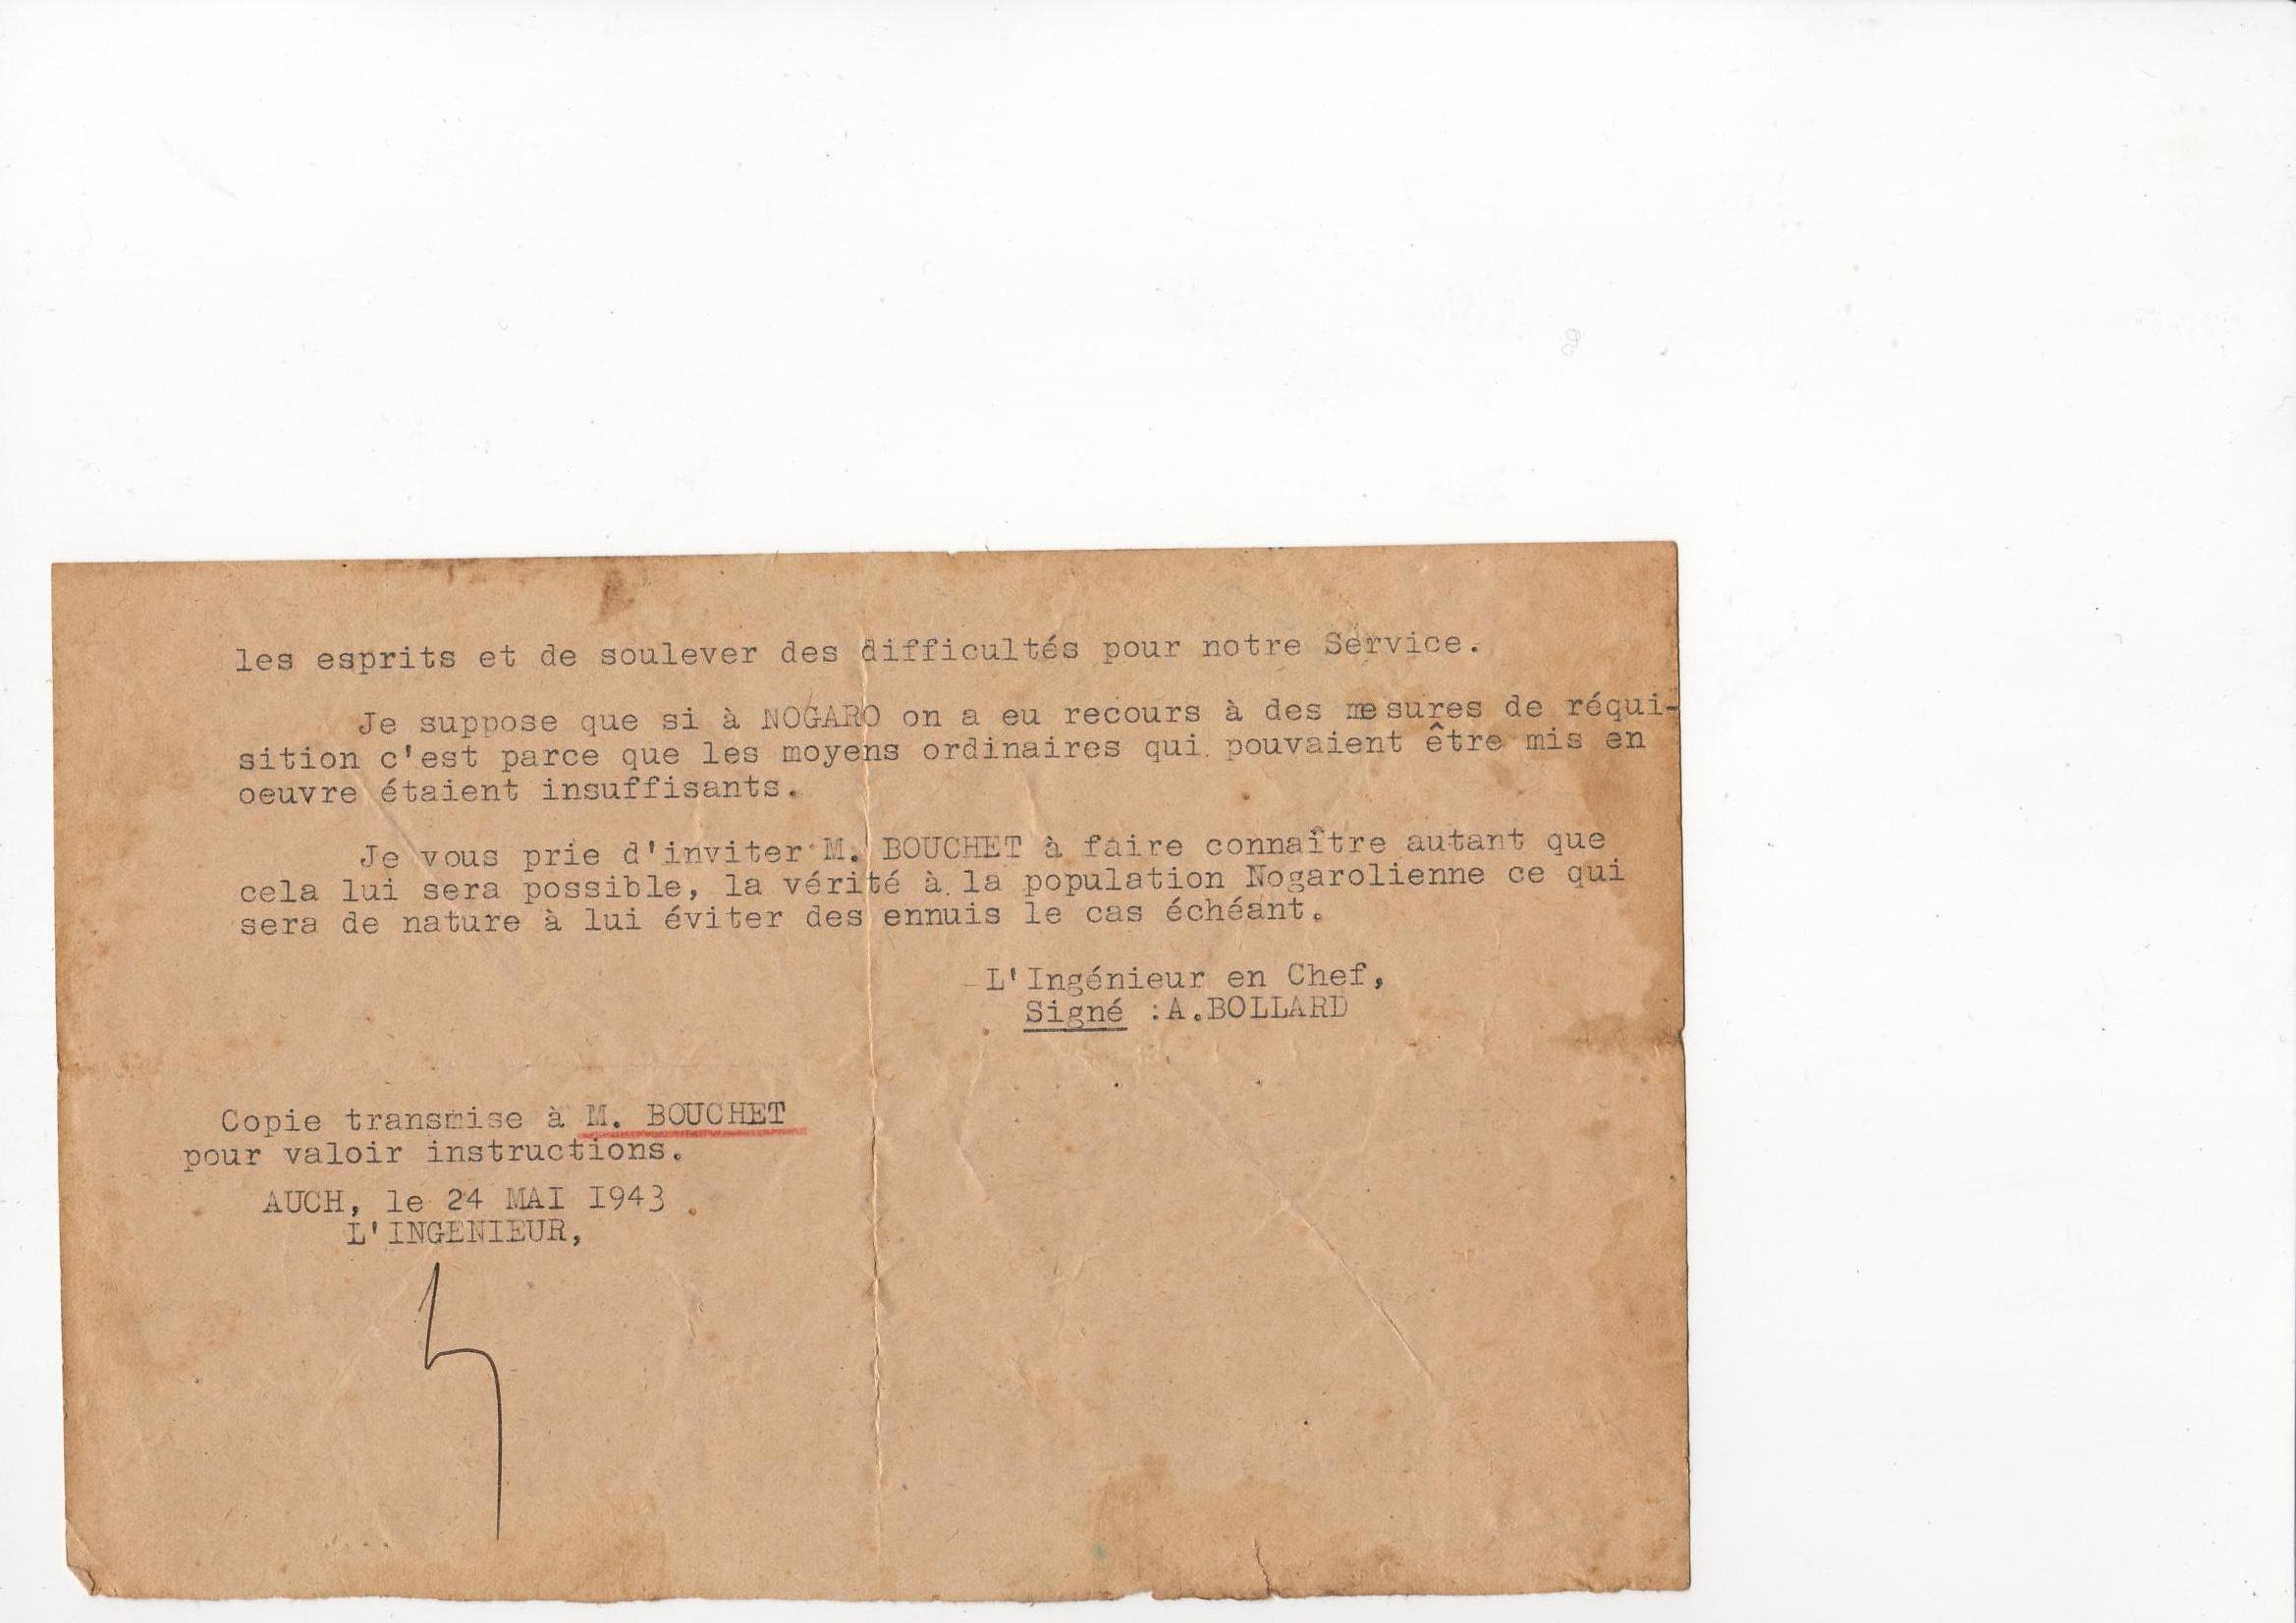 les esprits et de soulever des difficultés pour notre Service.
Je suppose que si à NOGARO on a eu recours à des mesures de réqui-
sition c'est parce que les moyens ordinaires qui pouvaient être mis en
oeuvre étaient insuffisants.
Je vous prie d'inviter M. BOUCHET à faire connaître autant que
cela lui sera possible, la vérité à la population Nogarolienne ce qui
sera de nature à lui éviter des ennuis le cas échéant.
L'Ingénieur en Chef,
Signé : A.BOLLARD
Copie transmise à M. BOUCHET
pour valoir instructions.
AUCH, le 24 MAI 1943.
L'INGENIEUR,